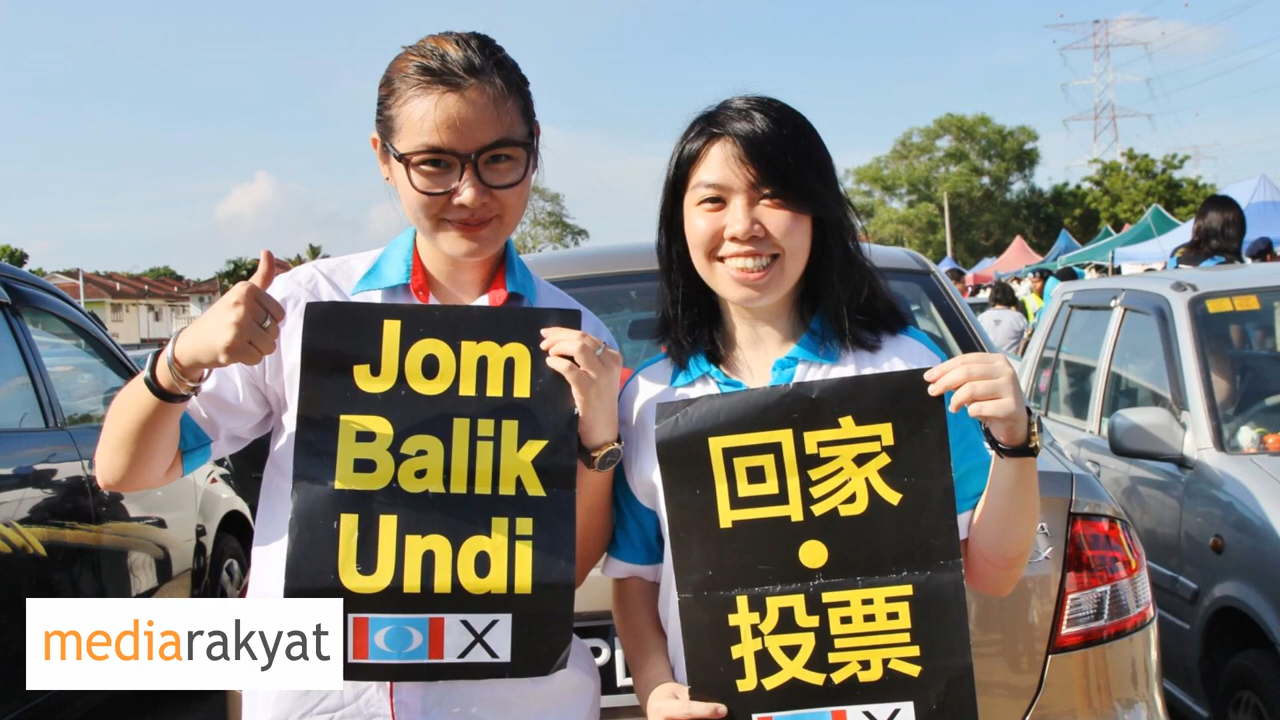 Jom
Balik
Undi
X
回家
•
投票
X
mediarakyat